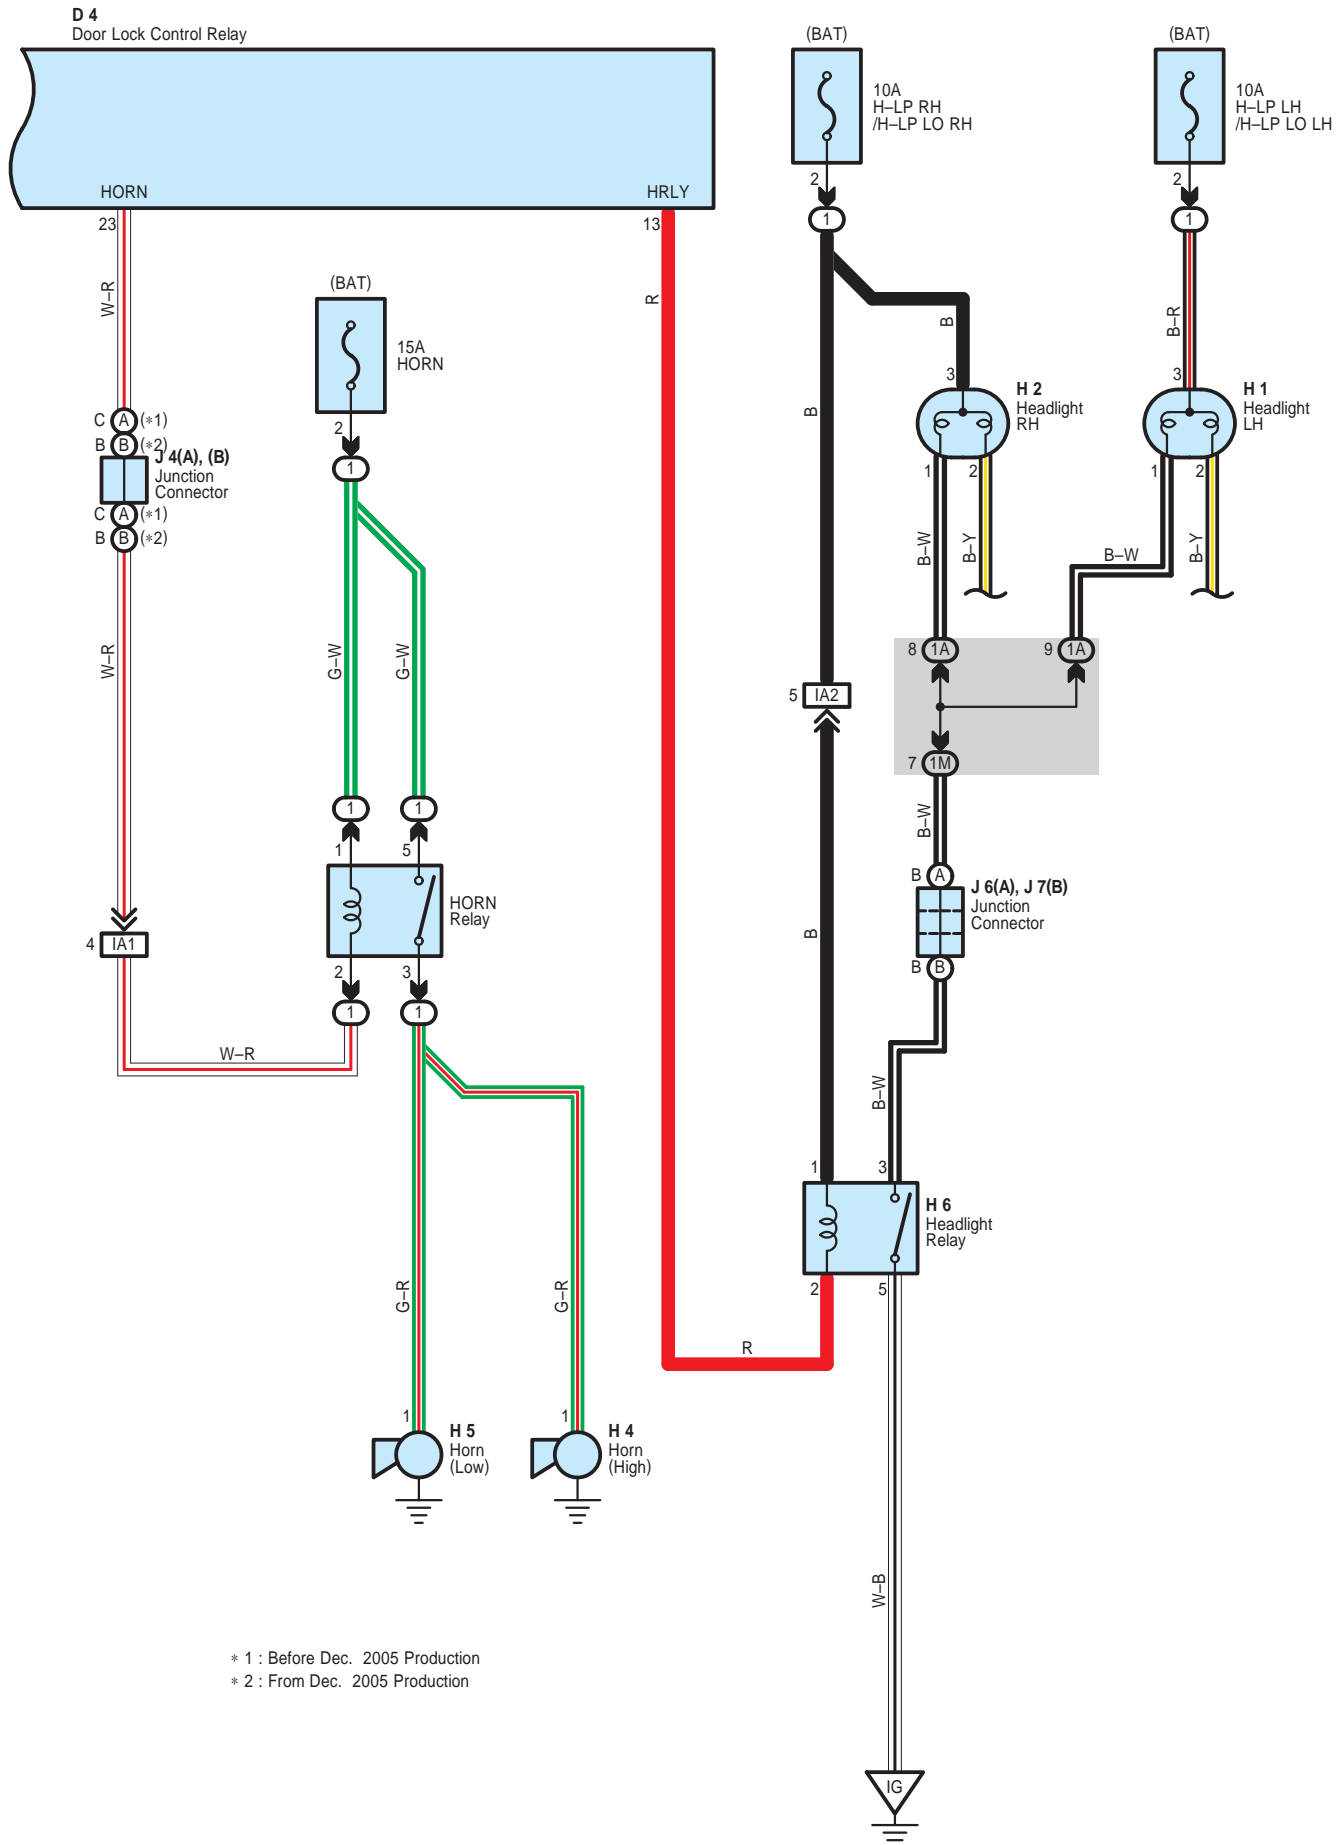 D 4
Door Lock Control Relay
HORN
HRLY
23
13
W–R
R
(BAT)
10A
H–LP RH
/H–LP LO RH
2
1
(BAT)
10A
H–LP LH
/H–LP LO LH
2
1
(BAT)
15A
HORN
2
1
B
B
B–R
3
H 2
Headlight
RH
3
H 1
Headlight
LH
C A (∗1)
B B (∗2)
J 4(A), (B)
Junction
Connector
C A (∗1)
B B (∗2)
1
2
1
2
B–W
B–Y
B–W
B–Y
W–R
G–W
G–W
8 1A
9 1A
5 IA2
7 1M
B–W
1
1
1
5
HORN
Relay
2
3
1
1
4 IA1
W–R
B
B A
J 6(A), J 7(B)
Junction
Connector
B B
B–W
1
3
H 6
Headlight
Relay
2
5
R
G–R
G–R
1
H 5
Horn
(Low)
1
H 4
Horn
(High)
W–B
∗ 1 : Before Dec. 2005 Production
∗ 2 : From Dec. 2005 Production
IG